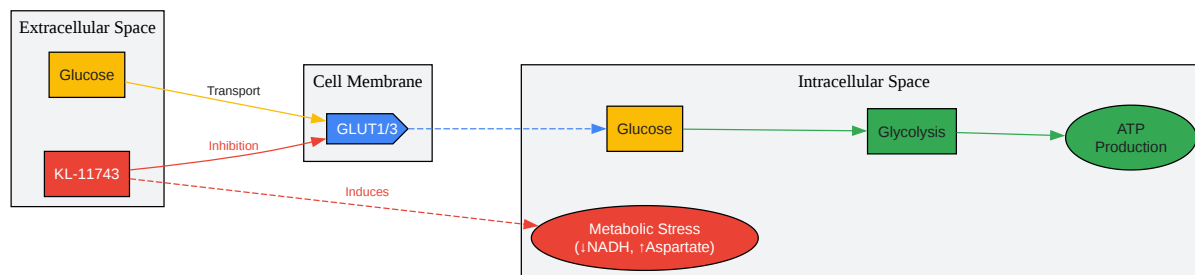 Extracellular Space
Glucose
KL-11743
Transport
Inhibition
Induces
Cell Membrane
GLUT1/3
Intracellular Space
Glucose
Glycolysis
ATP
Production
Metabolic Stress
(↓NADH, ↑Aspartate)